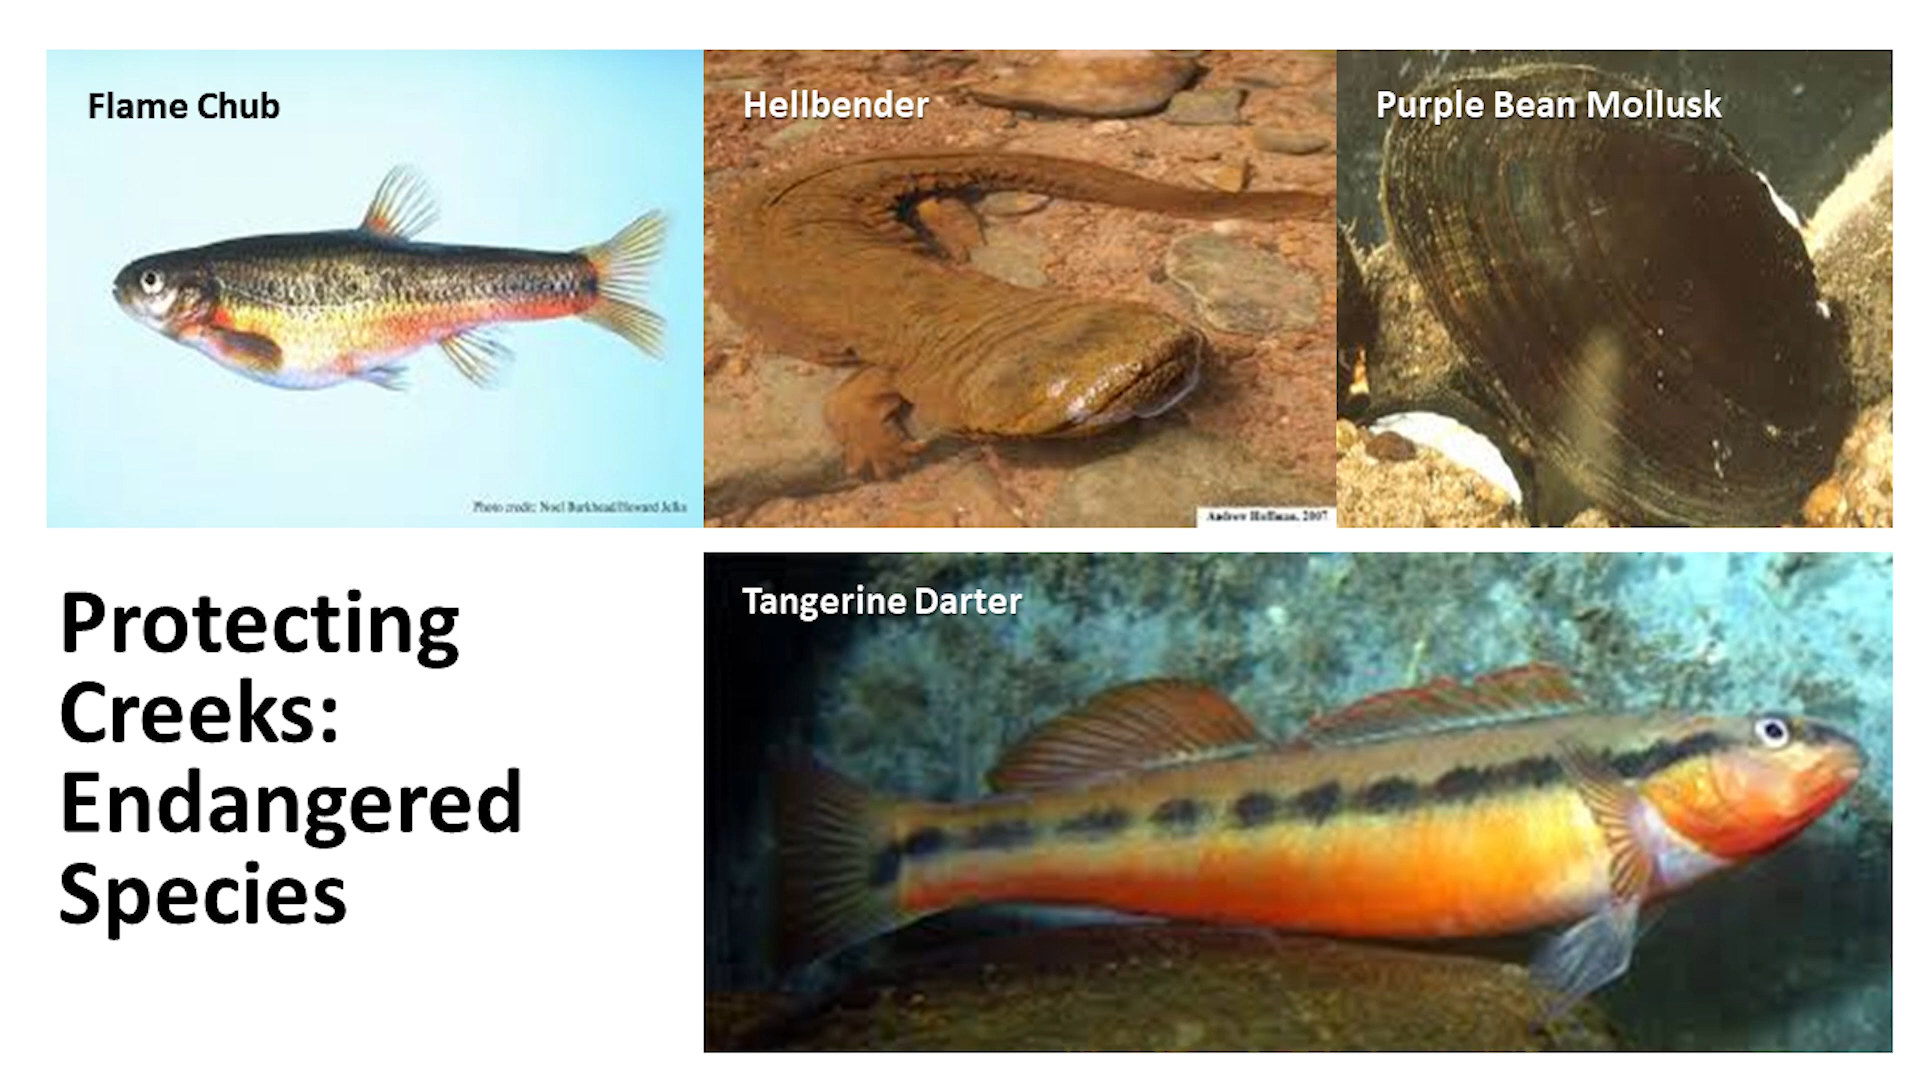 Flame Chub
Hellbender
Purple Bean Mollusk
Photo credit: Noel Burkhead/Howard Jelks
Andrew Hoffman, 2007
Tangerine Darter
Protecting
Creeks:
Endangered
Species